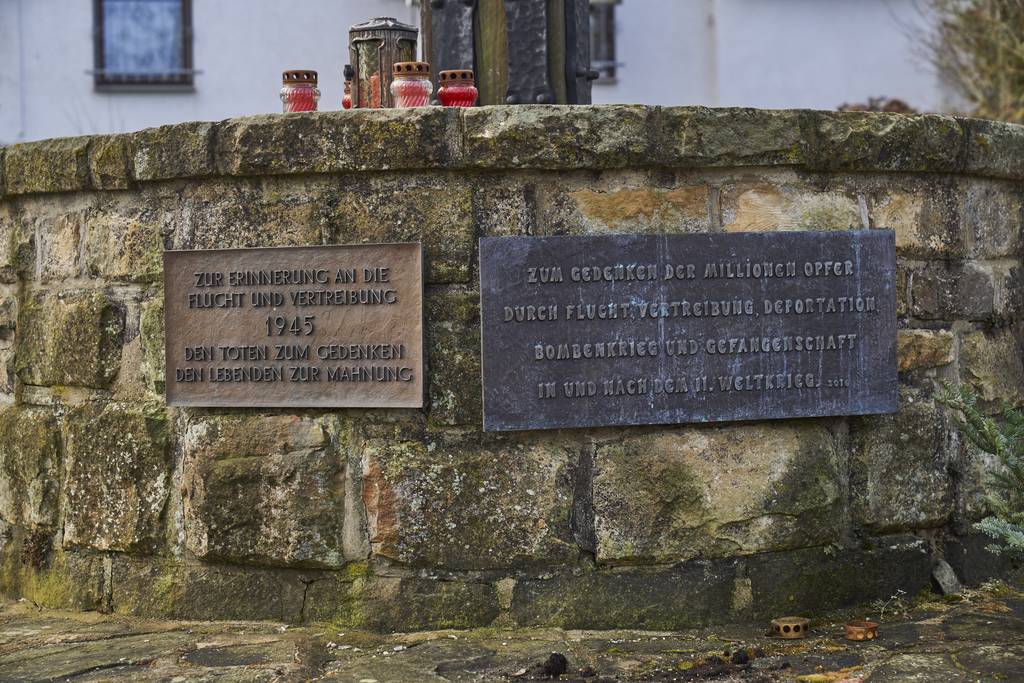 ZUR ERINNERUNG AN DIE
FLUCHT UND VERTREIBUNG
1945
DEN TOTEN ZUM GEDENKEN
DEN LEBENDEN ZUR MAHNUNG
ZUM GEDENKEN DER MILLIONEN OPFER
DURCH FLUCHT, VERTREIBUNG, DEPORTATION,
BOMBENKRIEG UND GEFANGENSCHAFT
IN UND NACH DEM II. WELTKRIEG. 2010